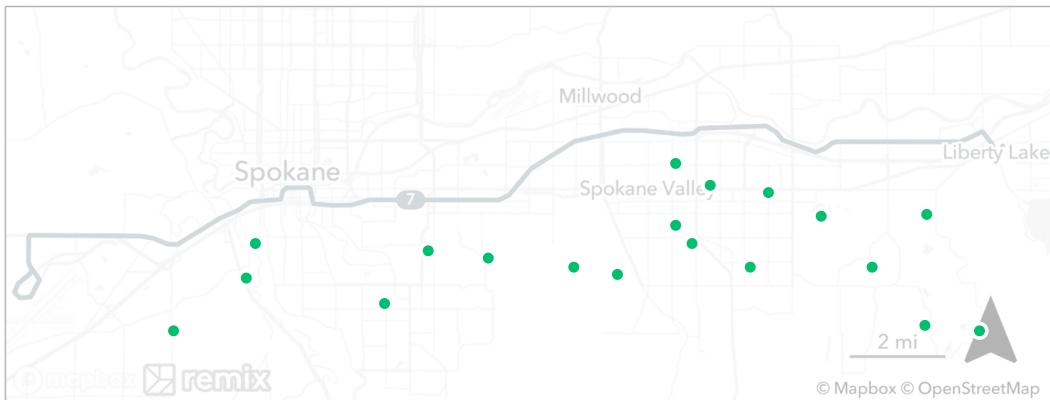 Millwood
Liberty Lake
Spokane
Spokane Valley
7
2 mi
mapbox
remix
© Mapbox © OpenStreetMap